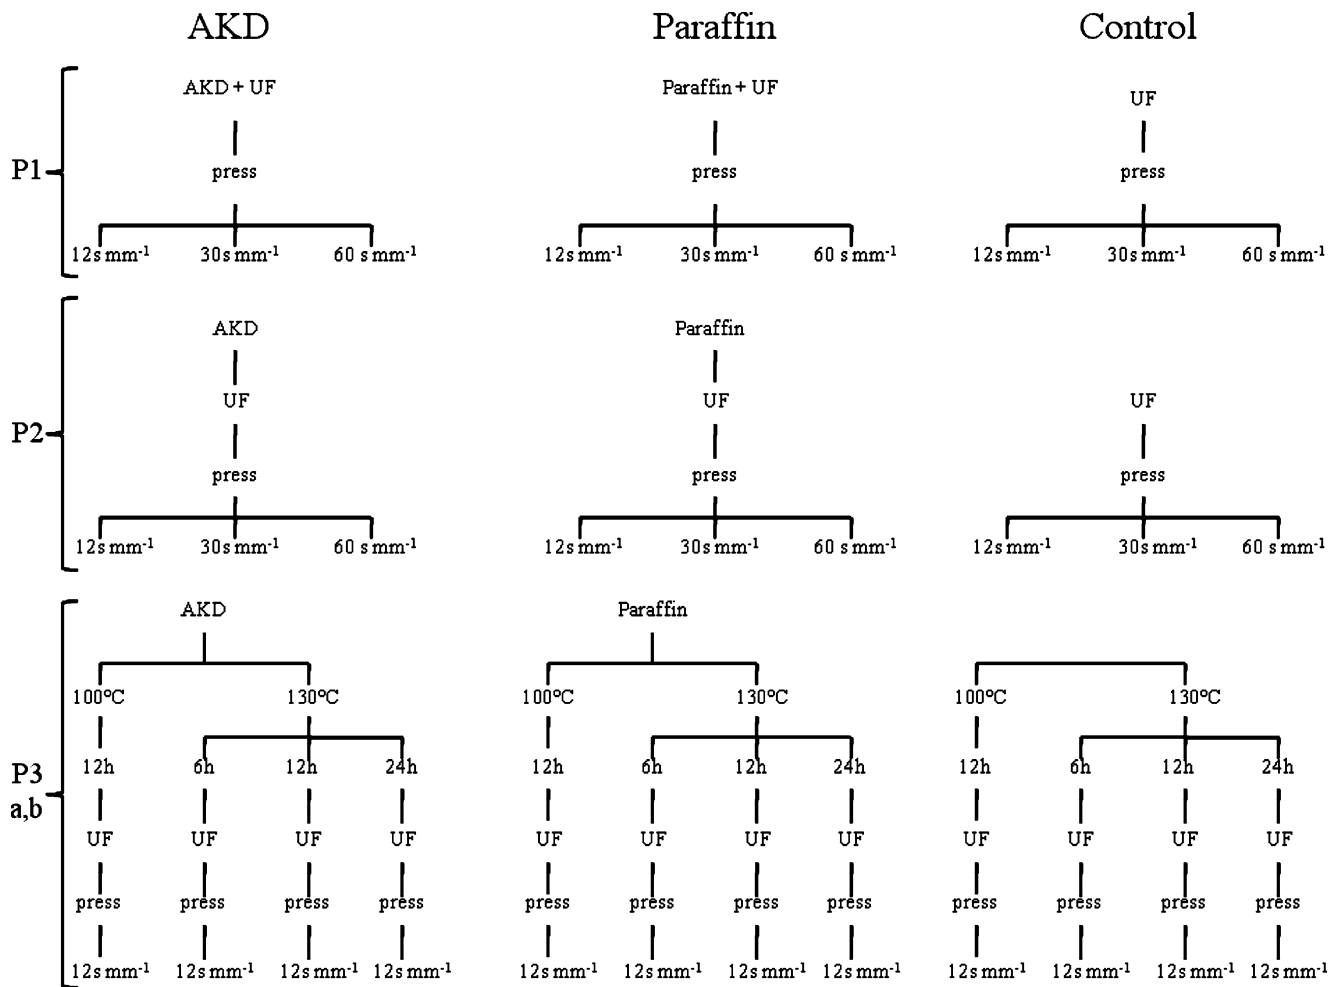 AKD Paraffin Control
AKD + UF Paraffin + UF UF
P1
press press press
12s mm-1 30s mm-1 60 s mm-1 12s mm-1 30s mm-1 60 s mm-1 12s mm-1 30s mm-1 60 s mm-1
AKD Paraffin
UF UF UF
P2
press press press
12s mm-1 30s mm-1 60 s mm-1 12s mm-1 30s mm-1 60 s mm-1 12s mm-1 30s mm-1 60 s mm-1
AKD Paraffin
100ºC 130ºC 100ºC 130ºC 100ºC 130ºC
12h 6h 12h 24h 12h 6h 12h 24h 12h 6h 12h 24h
P3
a,b
UF UF UF UF UF UF UF UF UF UF UF UF
press press press press press press press press press press press press
12s mm-1 12s mm-1 12s mm-1 12s mm-1 12s mm-1 12s mm-1 12s mm-1 12s mm-1 12s mm-1 12s mm-1 12s mm-1 12s mm-1